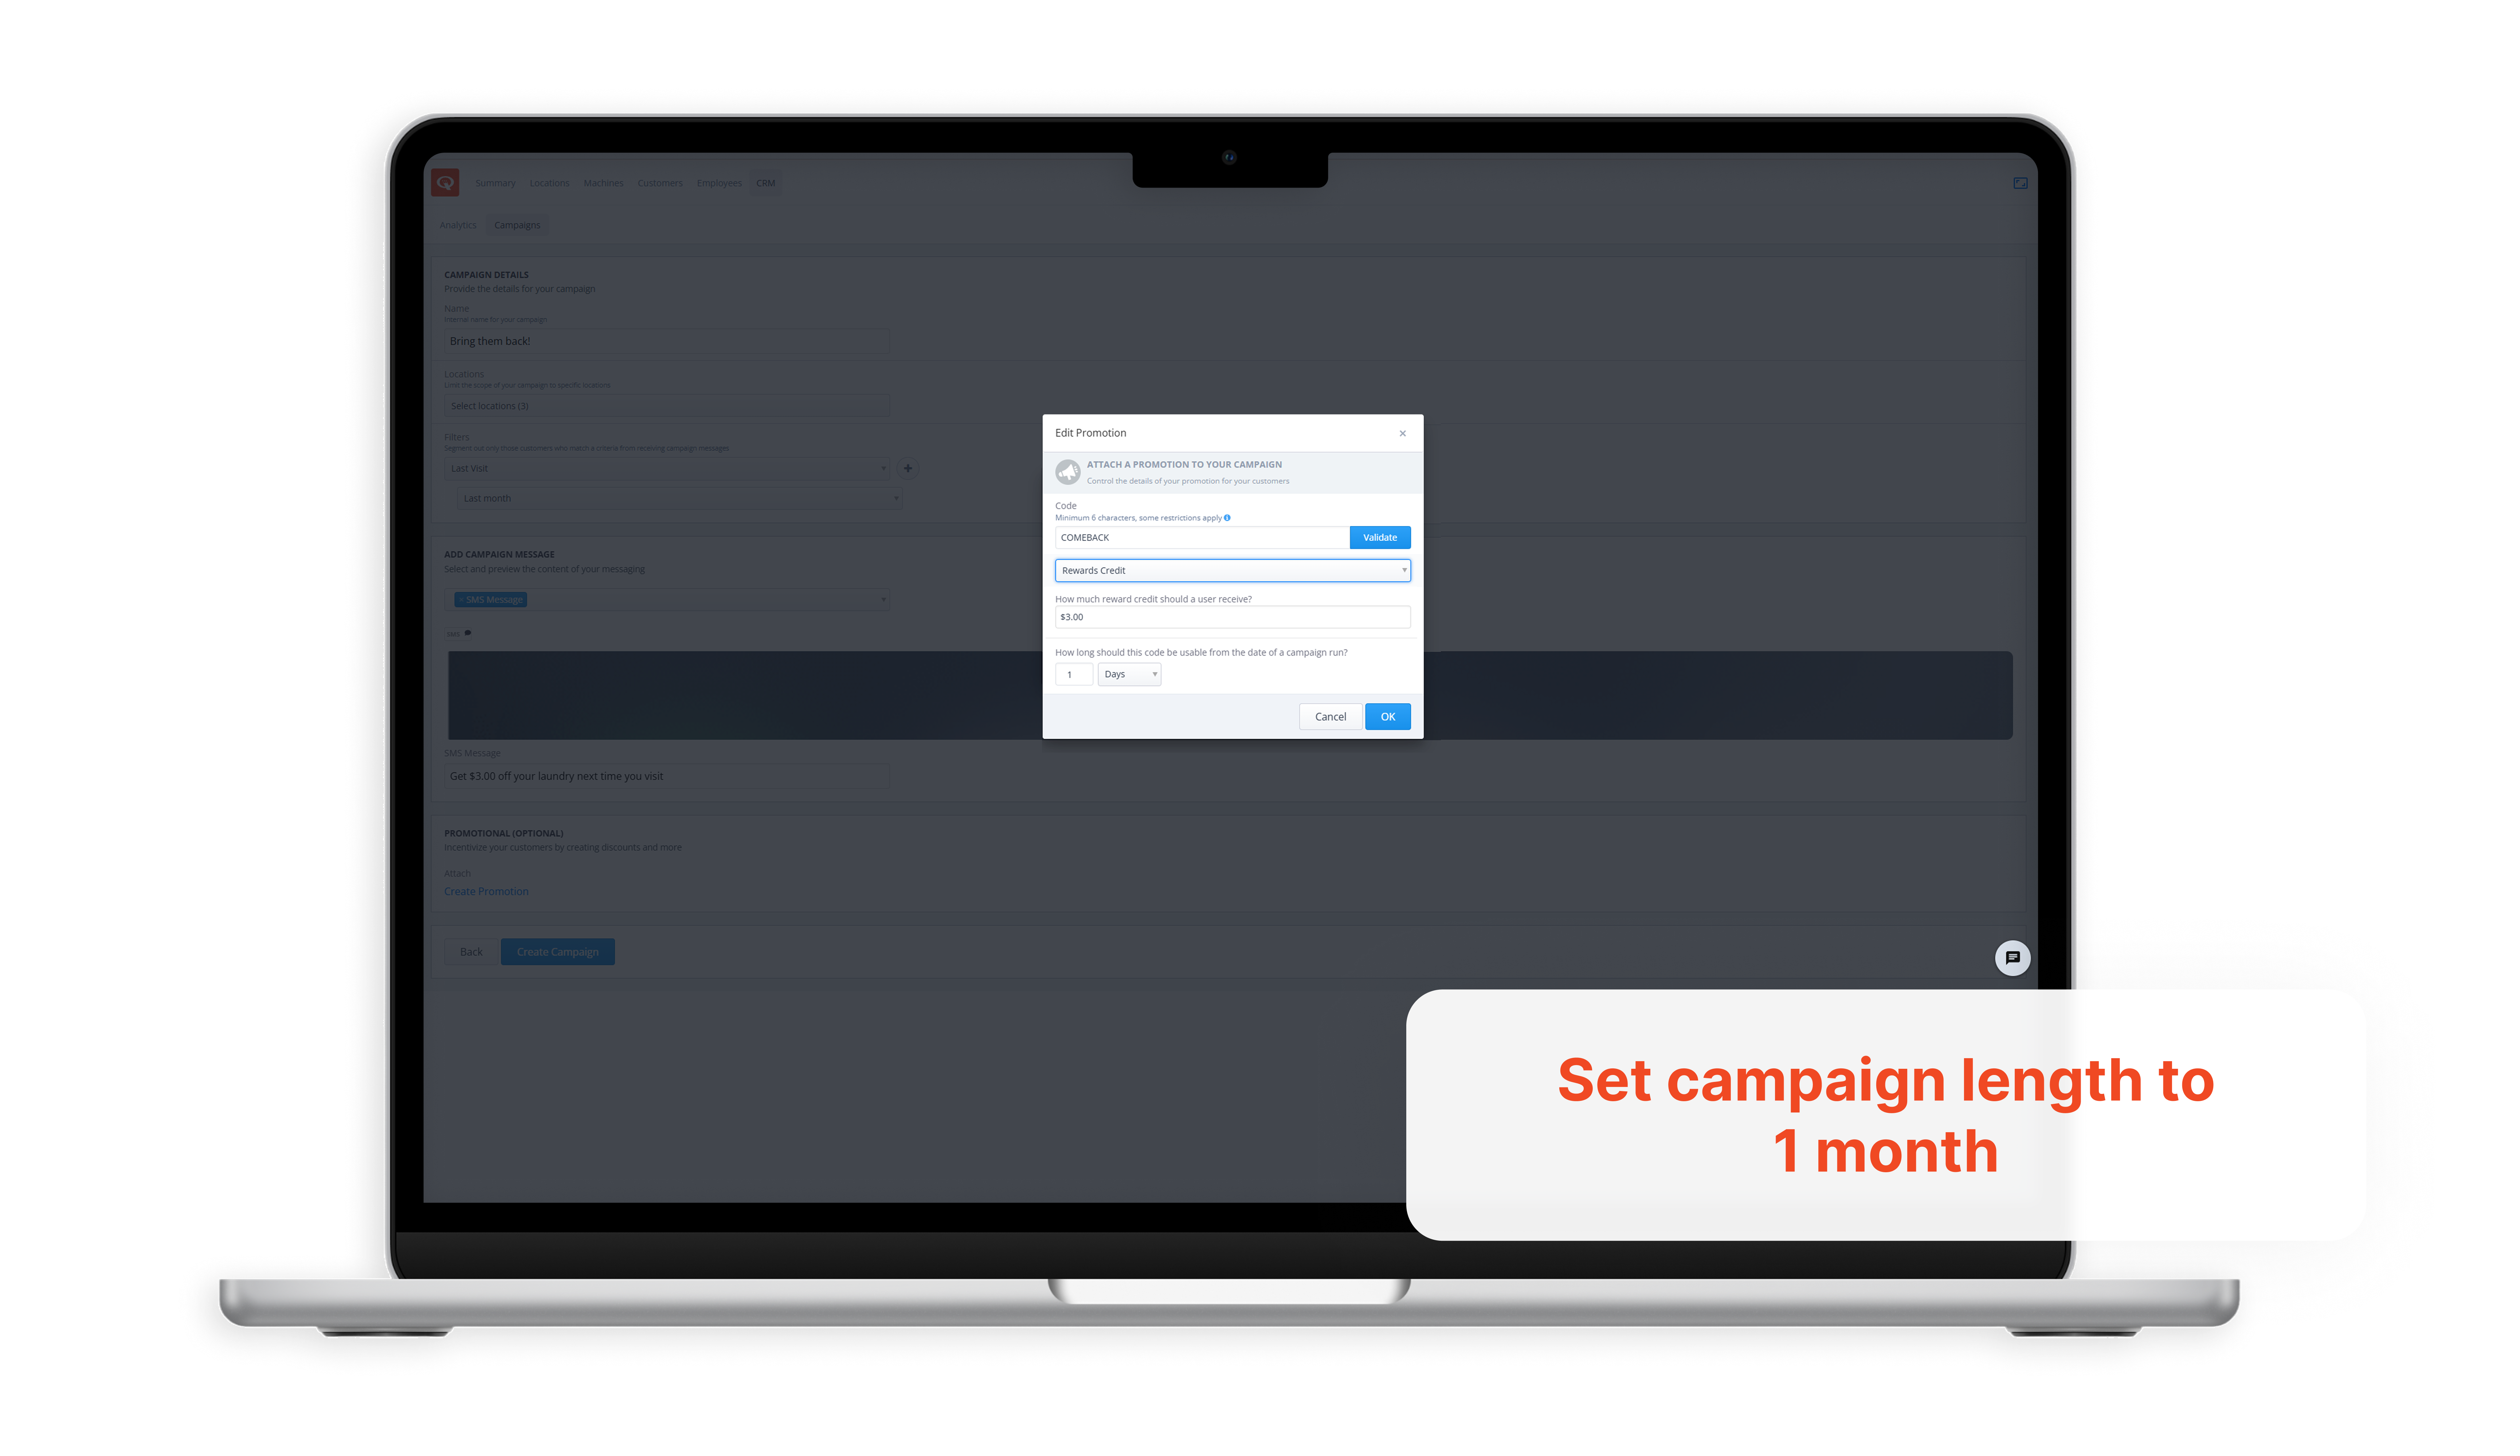 Summary Locations Machines Customers Employees CRM
Analytics Campaigns
CAMPAIGN DETAILS
Provide the details for your campaign
Name
Internal name for your campaign
Bring them back!
Locations
Limit the scope of your campaign to specific locations
Select locations (3)
Filters
Segment out only those customers who match a criteria from receiving campaign messages
Last Visit
Last month
ADD CAMPAIGN MESSAGE
Select and preview the content of your messaging
× SMS Message
SMS
SMS Message
Get $3.00 off your laundry next time you visit
PROMOTIONAL (OPTIONAL)
Incentivize your customers by creating discounts and more
Attach
Create Promotion
Back Create Campaign
Edit Promotion ×
ATTACH A PROMOTION TO YOUR CAMPAIGN
Control the details of your promotion for your customers
Code
Minimum 6 characters, some restrictions apply
COMEBACK Validate
Rewards Credit
How much reward credit should a user receive?
$3.00
How long should this code be usable from the date of a campaign run?
1 Days
Cancel OK
Set campaign length to
1 month